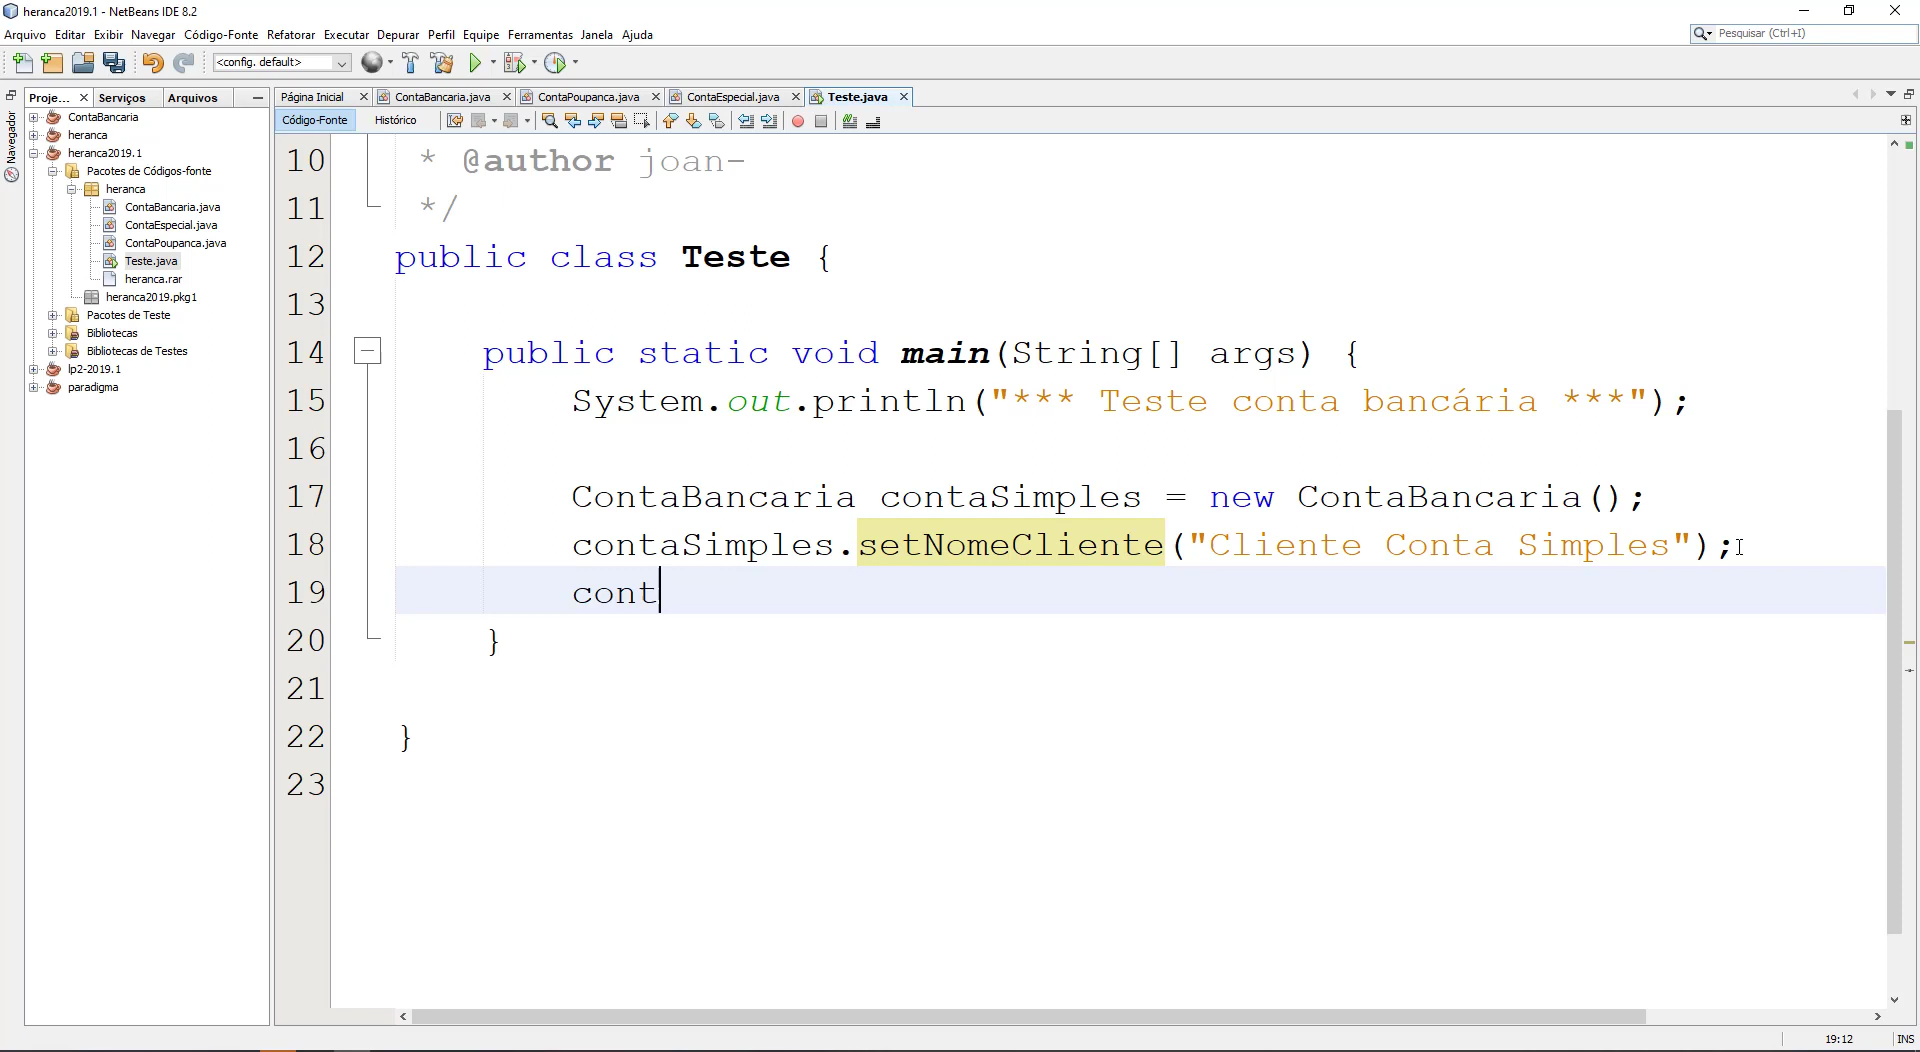 heranca2019.1 - NetBeans IDE 8.2
Arquivo Editar Exibir Navegar Código-Fonte Refatorar Executar Depurar Perfil Equipe Ferramentas Janela Ajuda
Pesquisar (Ctrl+I)
<config. default>
Proje... Serviços Arquivos
Página Inicial ContaBancaria.java ContaPoupanca.java ContaEspecial.java Teste.java
Código-Fonte Histórico
Navegador
ContaBancaria
heranca
heranca2019.1
Pacotes de Códigos-fonte
heranca
ContaBancaria.java
ContaEspecial.java
ContaPoupanca.java
Teste.java
heranca.rar
heranca2019.pkg1
Pacotes de Teste
Bibliotecas
Bibliotecas de Testes
lp2-2019.1
paradigma
10 * @author joan-
11 */
12 public class Teste {
13
14 public static void main(String[] args) {
15 System.out.println("*** Teste conta bancária ***");
16
17 ContaBancaria contaSimples = new ContaBancaria();
18 contaSimples.setNomeCliente("Cliente Conta Simples");
19 cont
20 }
21
22 }
23
19:12 INS